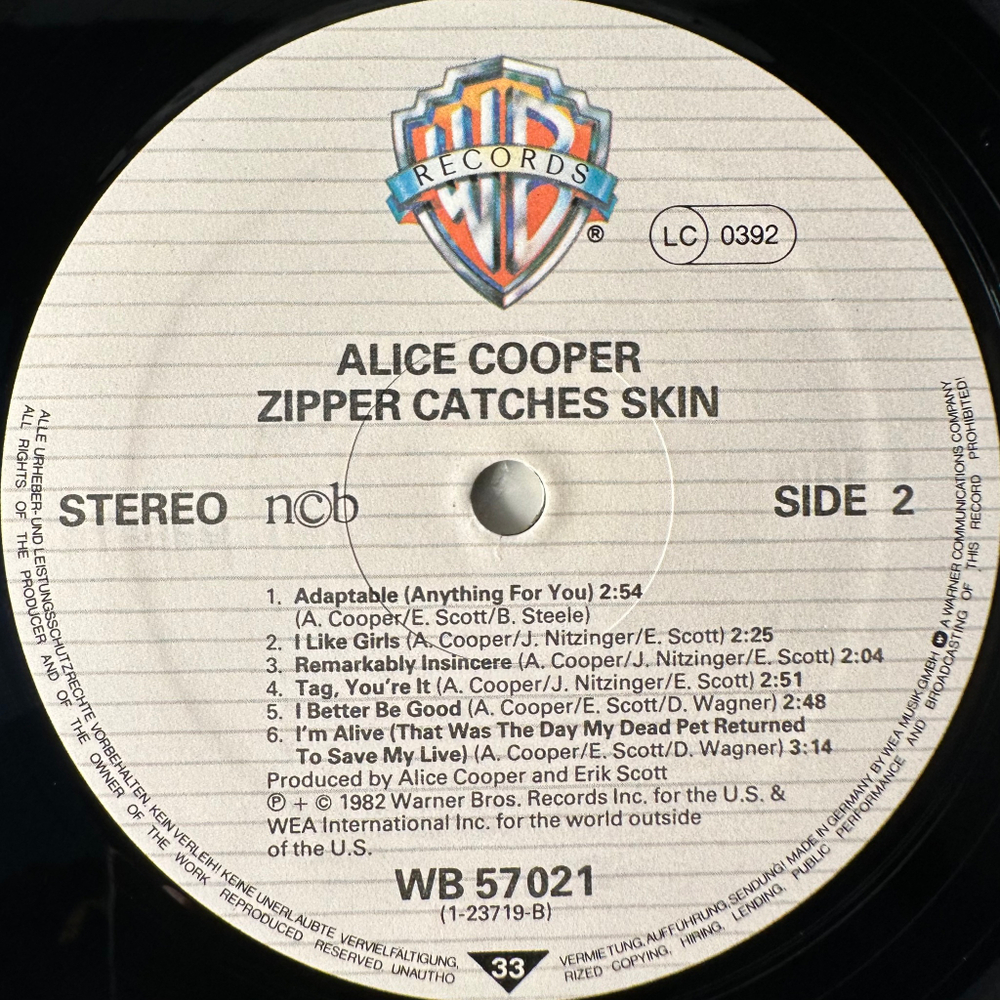 WB
RECORDS
®
LC 0392
ALICE COOPER
ZIPPER CATCHES SKIN
STEREO n©b SIDE 2
1. Adaptable (Anything For You) 2:54
(A. Cooper/E. Scott/B. Steele)
2. I Like Girls (A. Cooper/J. Nitzinger/E. Scott) 2:25
3. Remarkably Insincere (A. Cooper/J. Nitzinger/E. Scott) 2:04
4. Tag, You're It (A. Cooper/J. Nitzinger/E. Scott) 2:51
5. I Better Be Good (A. Cooper/E. Scott/D. Wagner) 2:48
6. I'm Alive (That Was The Day My Dead Pet Returned
To Save My Live) (A. Cooper/E. Scott/D. Wagner) 3:14
Produced by Alice Cooper and Erik Scott
℗ + © 1982 Warner Bros. Records Inc. for the U.S. &
WEA International Inc. for the world outside
of the U.S.
WB 57 021
(1-23719-B)
33
ALLE URHEBER- UND LEISTUNGSSCHUTZRECHTE VORBEHALTEN. KEIN VERLEIH! KEINE UNERLAUBTE VERVIELFÄLTIGUNG, VERMIETUNG, AUFFÜHRUNG, SENDUNG! MADE IN GERMANY BY WEA MUSIK GMBH A WARNER COMMUNICATIONS COMPANY
ALL RIGHTS OF THE PRODUCER AND OF THE OWNER OF THE WORK REPRODUCED RESERVED UNAUTHO RIZED COPYING, HIRING, LENDING, PUBLIC PERFORMANCE AND BROADCASTING OF THIS RECORD PROHIBITED!